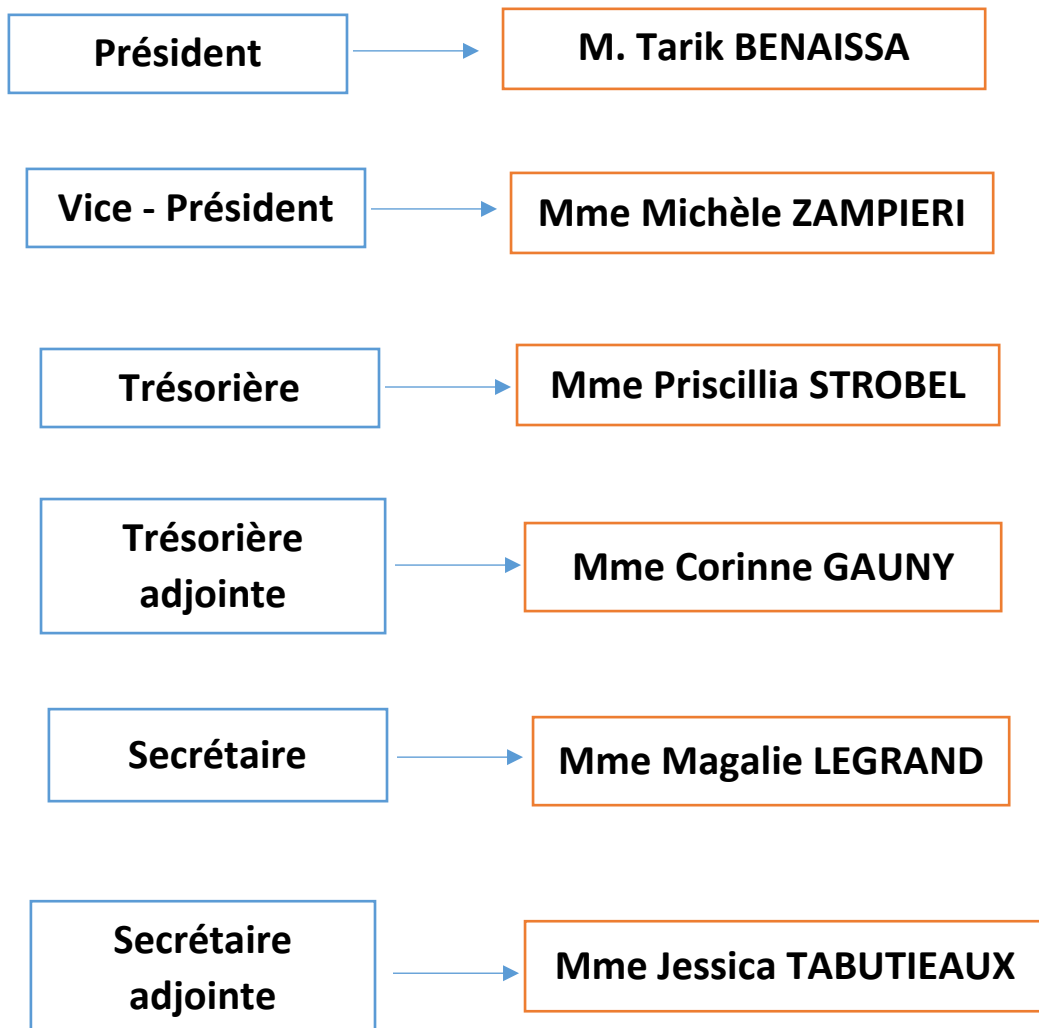 Président
M. Tarik BENAISSA
Vice - Président
Mme Michèle ZAMPIERI
Trésorière
Mme Priscillia STROBEL
Trésorière
adjointe
Mme Corinne GAUNY
Secrétaire
Mme Magalie LEGRAND
Secrétaire
adjointe
Mme Jessica TABUTIEAUX